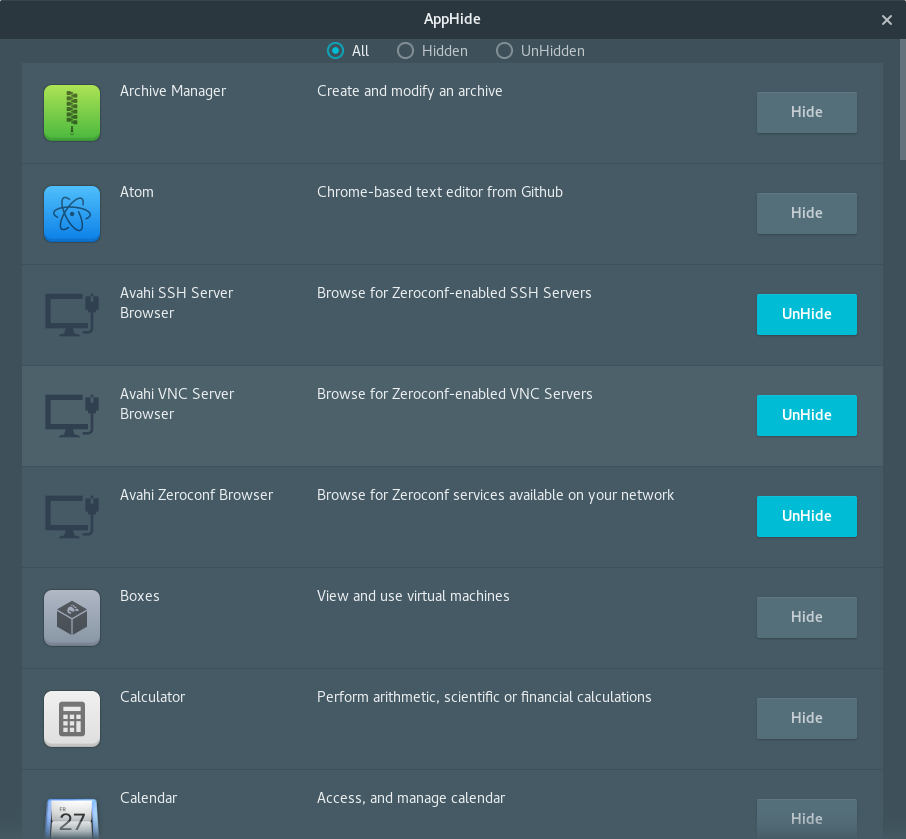 AppHide
All Hidden UnHidden
Archive Manager Create and modify an archive
Hide
Atom Chrome-based text editor from Github
Hide
Avahi SSH Server Browse for Zeroconf-enabled SSH Servers
Browser
UnHide
Avahi VNC Server Browse for Zeroconf-enabled VNC Servers
Browser
UnHide
Avahi Zeroconf Browser Browse for Zeroconf services available on your network
UnHide
Boxes View and use virtual machines
Hide
Calculator Perform arithmetic, scientific or financial calculations
Hide
Calendar Access, and manage calendar
FR
27
Hide